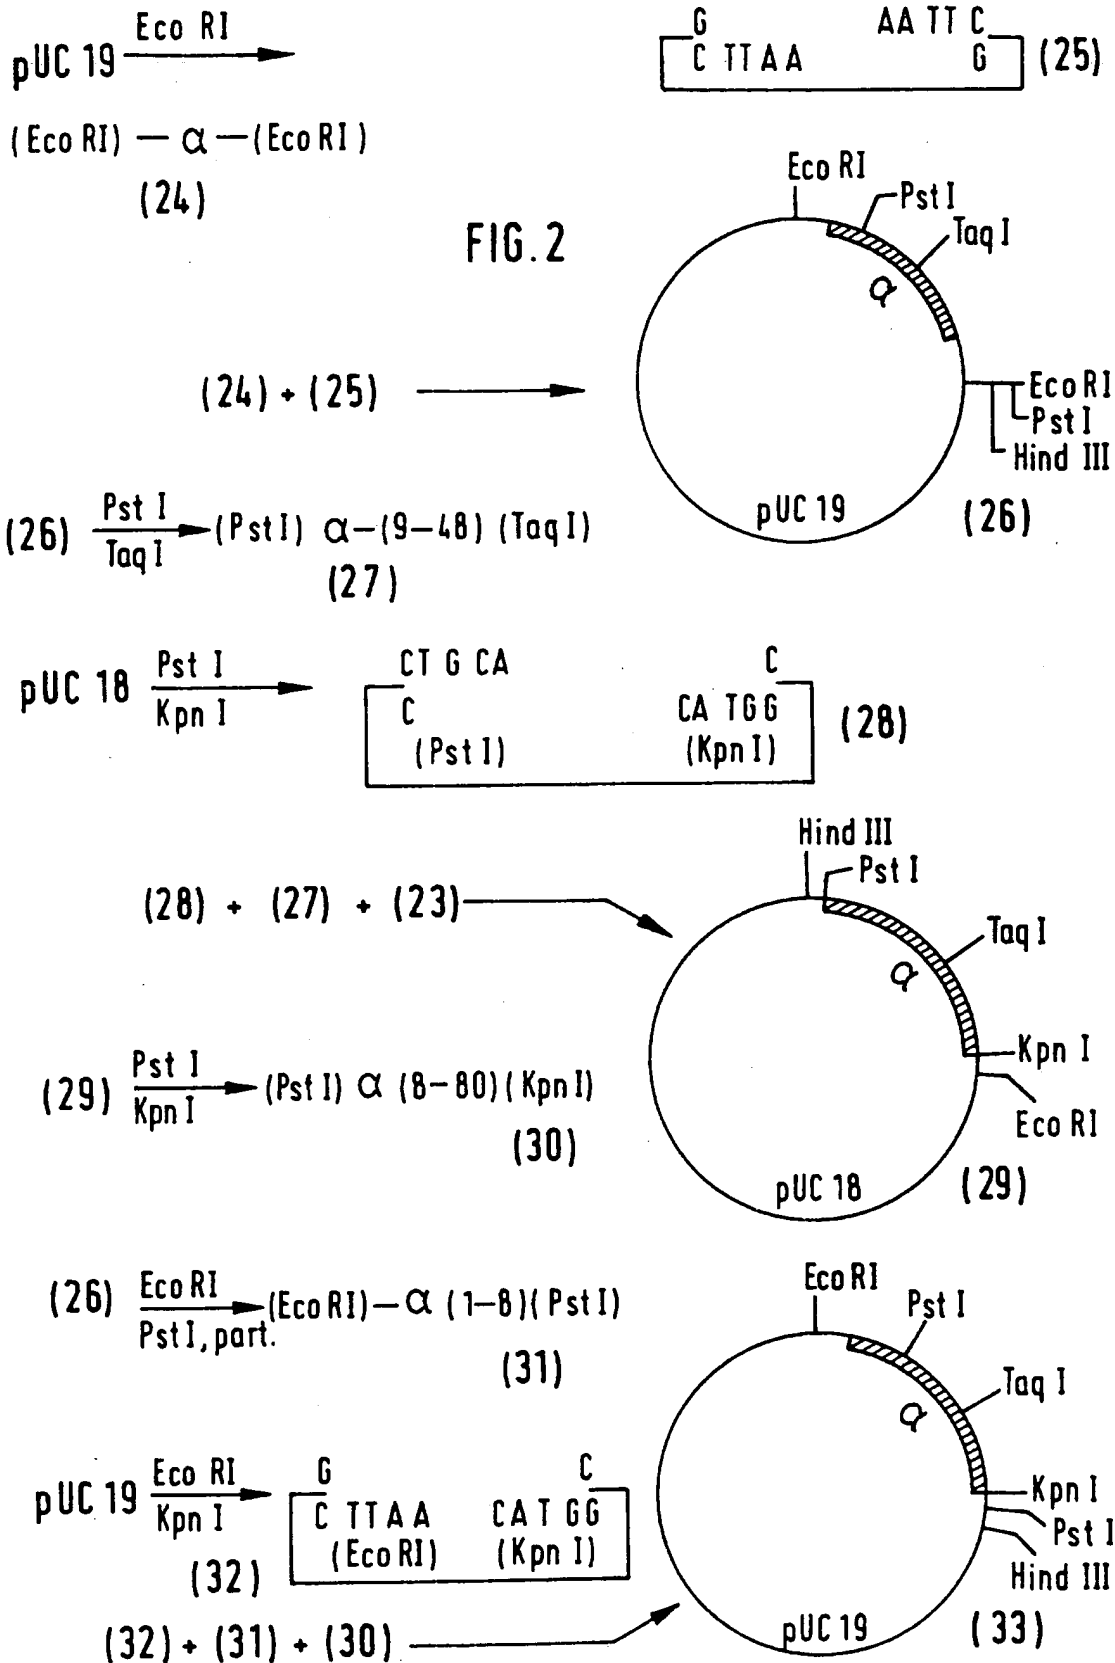 pUC 19 Eco RI
G AA TT C
C TT A A G (25)
(Eco RI) — α — (Eco RI)
(24)
FIG. 2
Eco RI
Pst I
Taq I
α
(24) + (25)
Eco RI
Pst I
Hind III
pUC 19
(26)
(26) Pst I
Taq I
(Pst I) α-(9-48) (Taq I)
(27)
pUC 18 Pst I
Kpn I
CT G CA C
C CA TGG
(Pst I) (Kpn I)
(28)
Hind III
Pst I
Taq I
α
(28) + (27) + (23)
Kpn I
Eco RI
pUC 18
(29)
(29) Pst I
Kpn I
(Pst I) α (8-80) (Kpn I)
(30)
(26) Eco RI
Pst I, part.
(Eco RI) — α (1-8) (Pst I)
(31)
Eco RI
Pst I
Taq I
α
pUC 19 Eco RI
Kpn I
G C
C TT A A CA T GG
(Eco RI) (Kpn I)
(32)
Kpn I
Pst I
Hind III
pUC 19
(33)
(32) + (31) + (30)